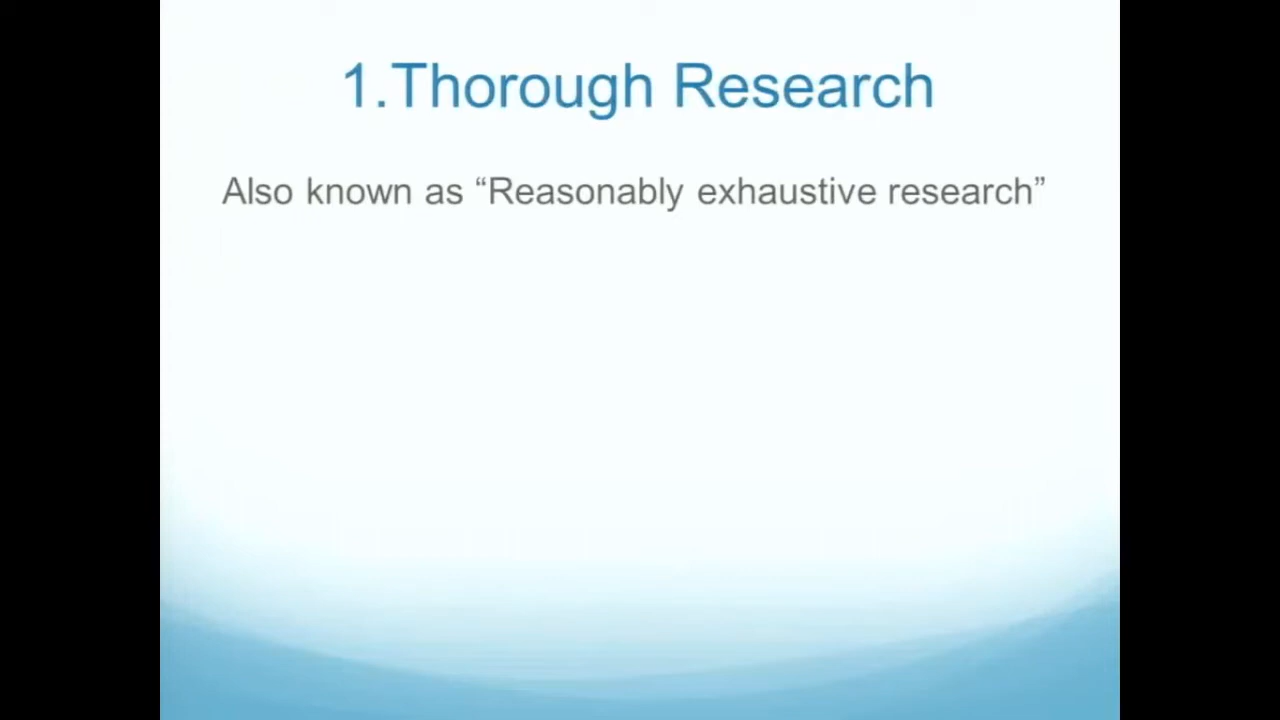 1.Thorough Research
Also known as “Reasonably exhaustive research”